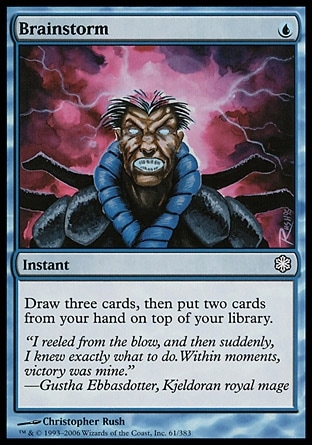 Brainstorm
RUSH95
Instant
Draw three cards, then put two cards
from your hand on top of your library.
“I reeled from the blow, and then suddenly,
I knew exactly what to do. Within moments,
victory was mine.”
—Gustha Ebbasdotter, Kjeldoran royal mage
Christopher Rush
™ & © 1993–2006 Wizards of the Coast, Inc. 61/383